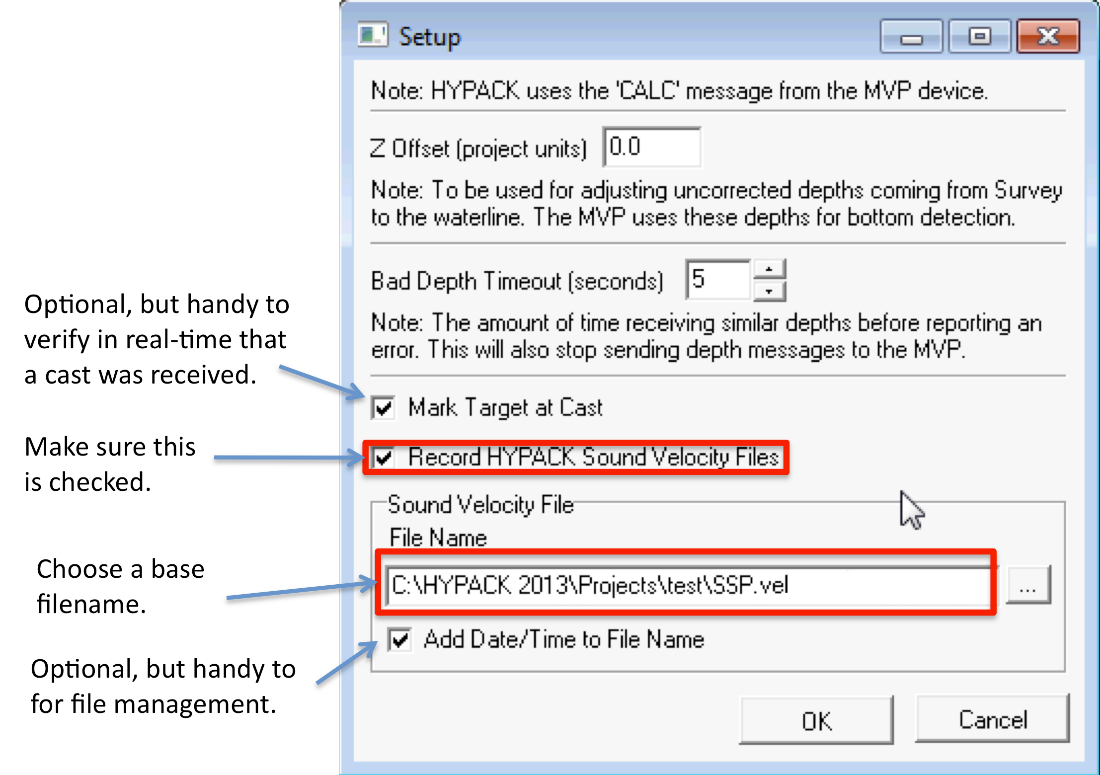 Setup
Note: HYPACK uses the 'CALC' message from the MVP device.
Z Offset (project units) 0.0
Note: To be used for adjusting uncorrected depths coming from Survey
to the waterline. The MVP uses these depths for bottom detection.
Bad Depth Timeout (seconds) 5
Note: The amount of time receiving similar depths before reporting an
error. This will also stop sending depth messages to the MVP.
Optional, but handy to
verify in real-time that
a cast was received.
Mark Target at Cast
Make sure this
is checked.
Record HYPACK Sound Velocity Files
Sound Velocity File
File Name
Choose a base
filename.
C:\HYPACK 2013\Projects\test\SSP.vel
...
Add Date/Time to File Name
Optional, but handy to
for file management.
OK
Cancel